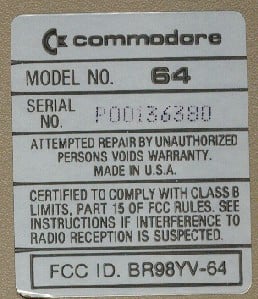 commodore
MODEL NO. 64
SERIAL
NO. P00136380
ATTEMPTED REPAIR BY UNAUTHORIZED
PERSONS VOIDS WARRANTY.
MADE IN U.S.A.
CERTIFIED TO COMPLY WITH CLASS B
LIMITS, PART 15 OF FCC RULES. SEE
INSTRUCTIONS IF INTERFERENCE TO
RADIO RECEPTION IS SUSPECTED.
FCC ID. BR98YV-64